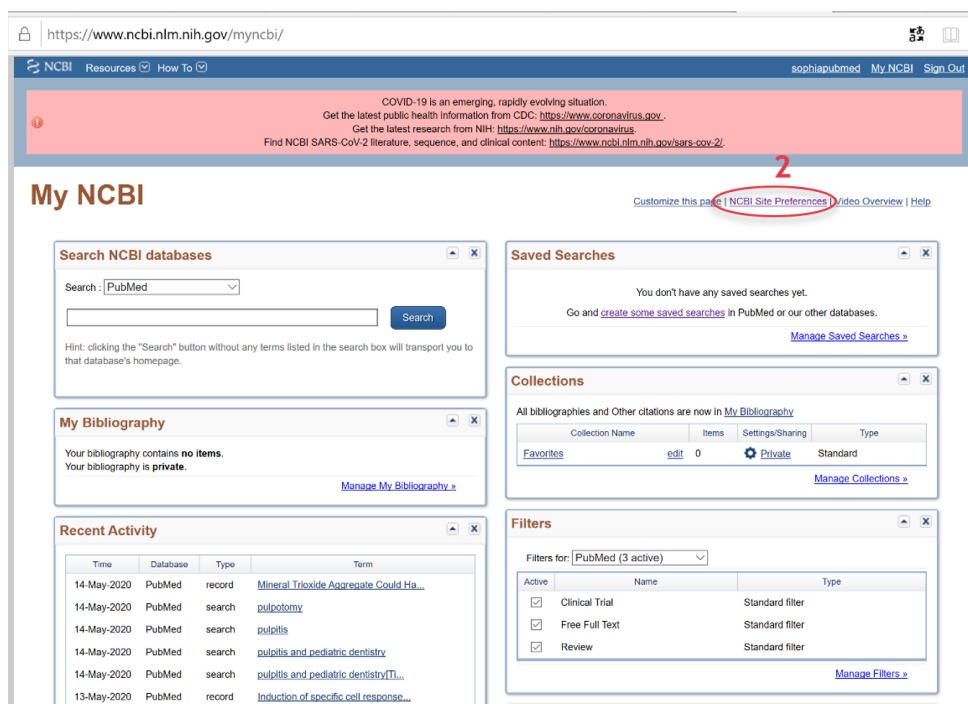 https://www.ncbi.nlm.nih.gov/myncbi/
NCBI Resources How To sophiapubmed My NCBI Sign Out
COVID-19 is an emerging, rapidly evolving situation.
Get the latest public health information from CDC: https://www.coronavirus.gov .
Get the latest research from NIH: https://www.nih.gov/coronavirus.
Find NCBI SARS-CoV-2 literature, sequence, and clinical content: https://www.ncbi.nlm.nih.gov/sars-cov-2/.
2
My NCBI
Customize this page | NCBI Site Preferences | Video Overview | Help
Search NCBI databases
Search : PubMed
Search
Hint: clicking the "Search" button without any terms listed in the search box will transport you to
that database's homepage.
My Bibliography
Your bibliography contains no items.
Your bibliography is private.
Manage My Bibliography »
Recent Activity
Time Database Type Term
14-May-2020 PubMed record Mineral Trioxide Aggregate Could Ha...
14-May-2020 PubMed search pulpotomy
14-May-2020 PubMed search pulpitis
14-May-2020 PubMed search pulpitis and pediatric dentistry
14-May-2020 PubMed search pulpitis and pediatric dentistry[Ti...
13-May-2020 PubMed record Induction of specific cell response...
Saved Searches
You don't have any saved searches yet.
Go and create some saved searches in PubMed or our other databases.
Manage Saved Searches »
Collections
All bibliographies and Other citations are now in My Bibliography
Collection Name Items Settings/Sharing Type
Favorites edit 0 Private Standard
Manage Collections »
Filters
Filters for: PubMed (3 active)
Active Name Type
Clinical Trial Standard filter
Free Full Text Standard filter
Review Standard filter
Manage Filters »